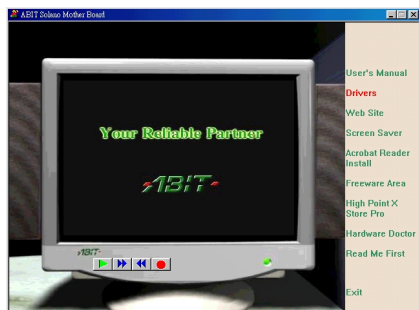 ABIT Solano Mother Board
Your Reliable Partner
ABIT
ABIT
User's Manual
Drivers
Web Site
Screen Saver
Acrobat Reader
Install
Freeware Area
High Point X
Store Pro
Hardware Doctor
Read Me First
Exit